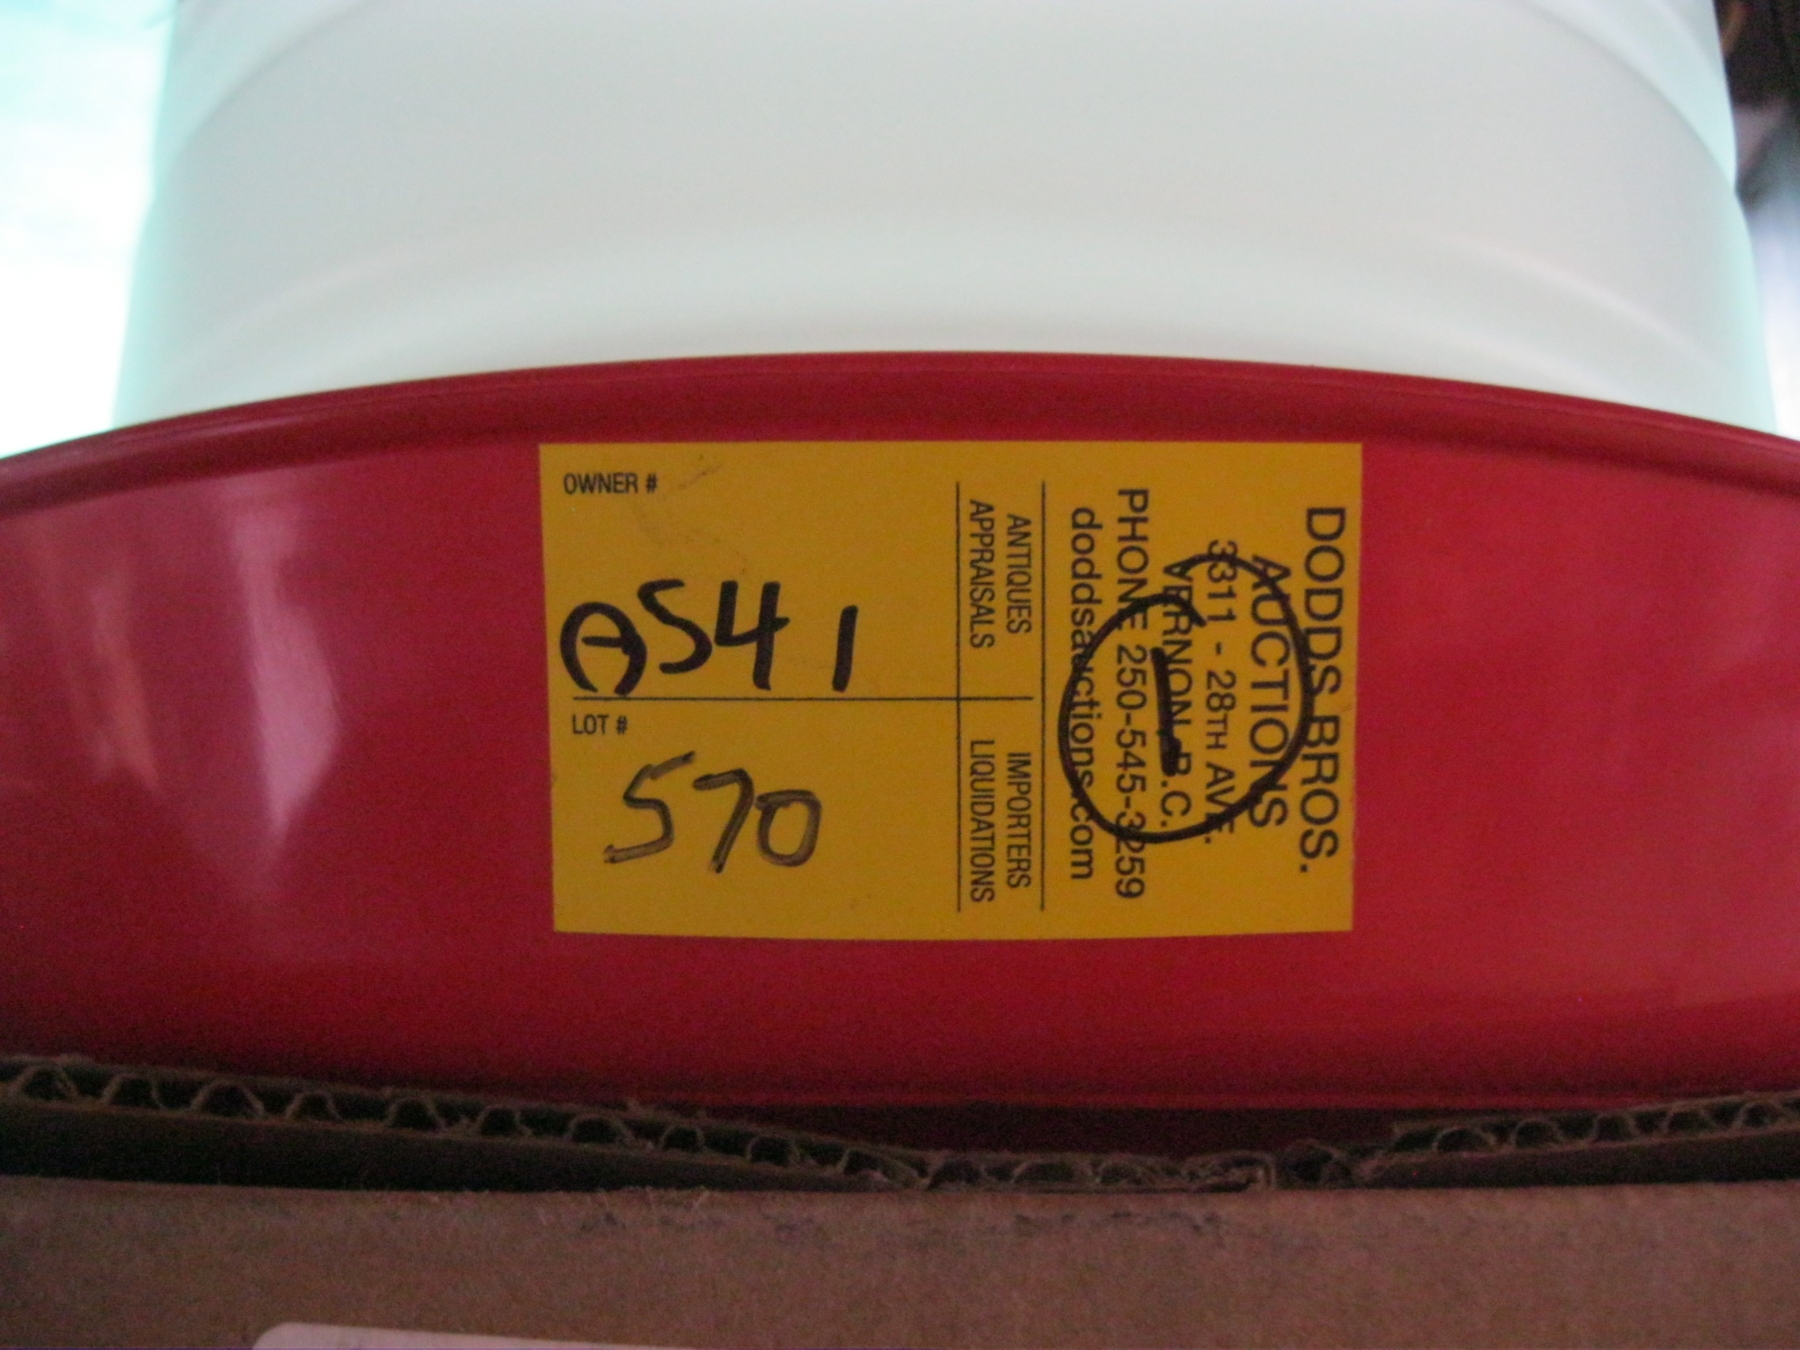 OWNER #
A541
LOT #
570
ANTIQUES
APPRAISALS
IMPORTERS
LIQUIDATIONS
DODDS BROS.
AUCTIONS
3311 - 28TH AVE.
VERNON, B.C.
PHONE 250-545-3259
doddsauctions.com
1